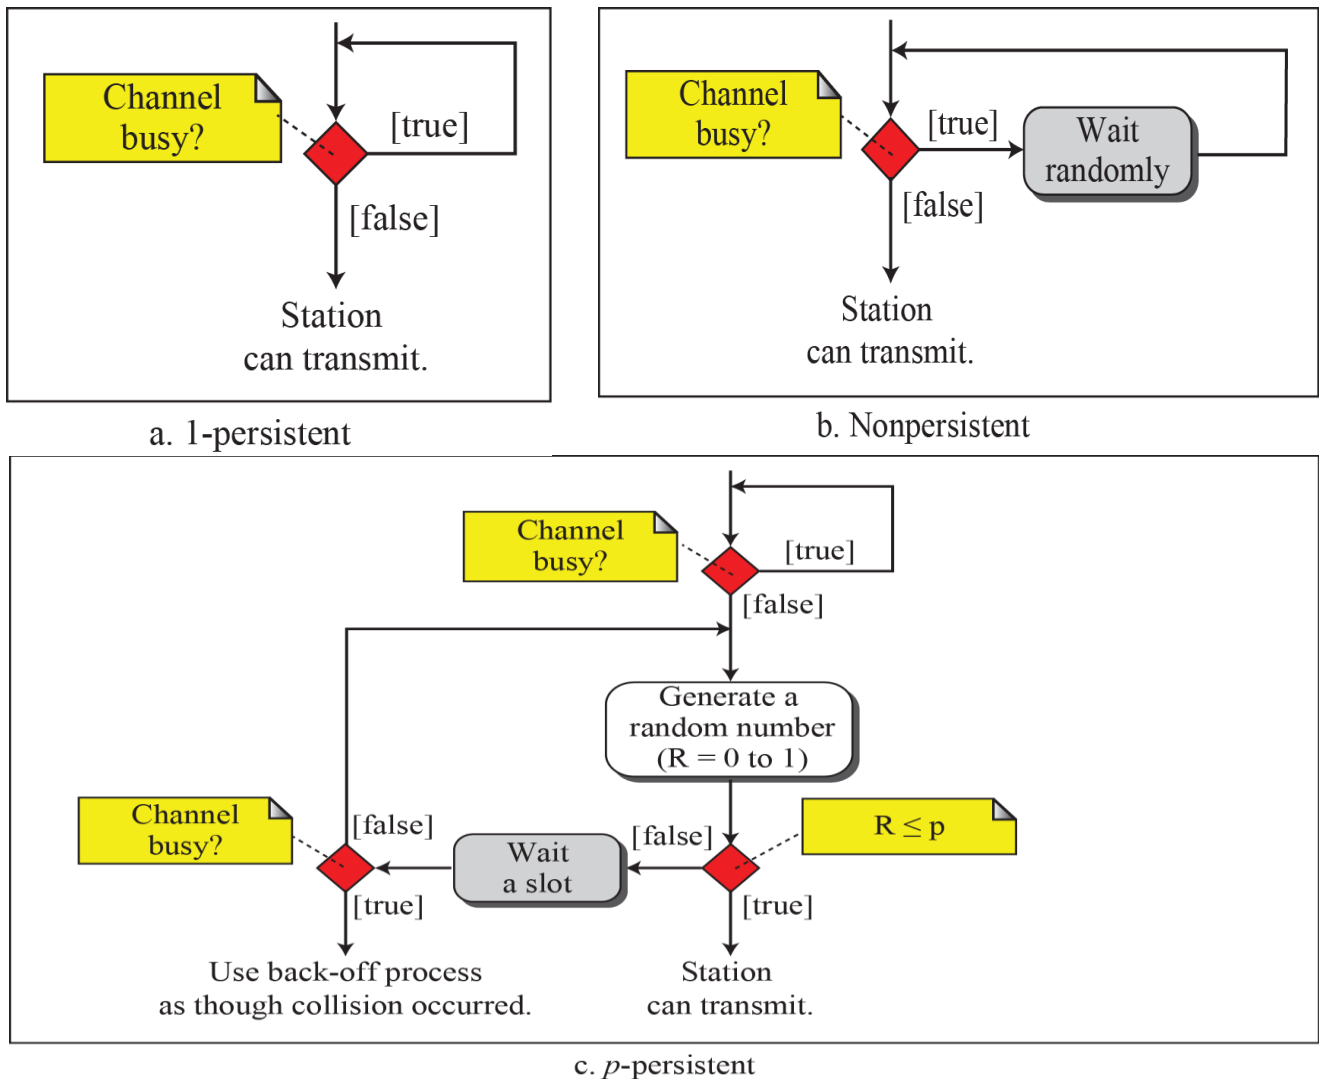 Channel
busy?
[true]
[false]
Station
can transmit.
a. 1-persistent
Channel
busy?
[true]
Wait
randomly
[false]
Station
can transmit.
b. Nonpersistent
Channel
busy?
[true]
[false]
Generate a
random number
(R = 0 to 1)
Channel
busy?
[false]
Wait
a slot
[false]
R ≤ p
[true]
[true]
Use back-off process
as though collision occurred.
Station
can transmit.
c. p-persistent